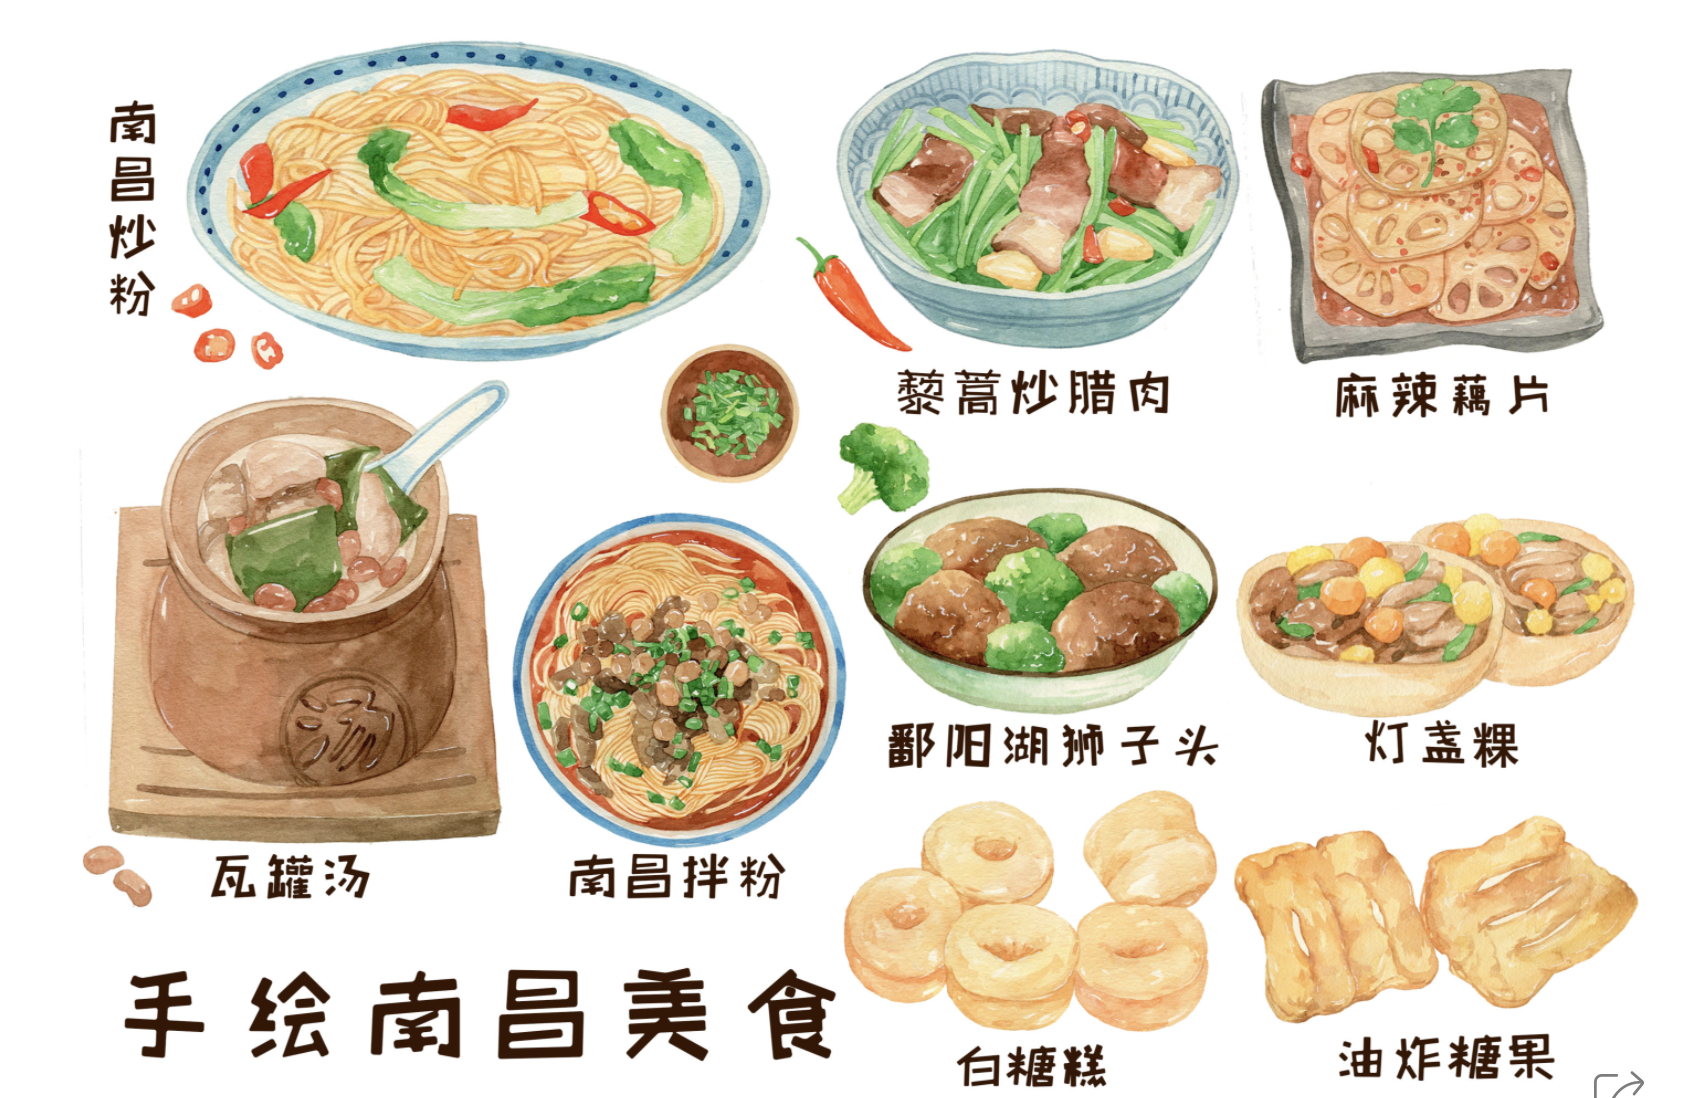 南昌炒粉
藜蒿炒腊肉
麻辣藕片
汤
瓦罐汤
南昌拌粉
鄱阳湖狮子头
灯盏粿
白糖糕
油炸糖果
手绘南昌美食